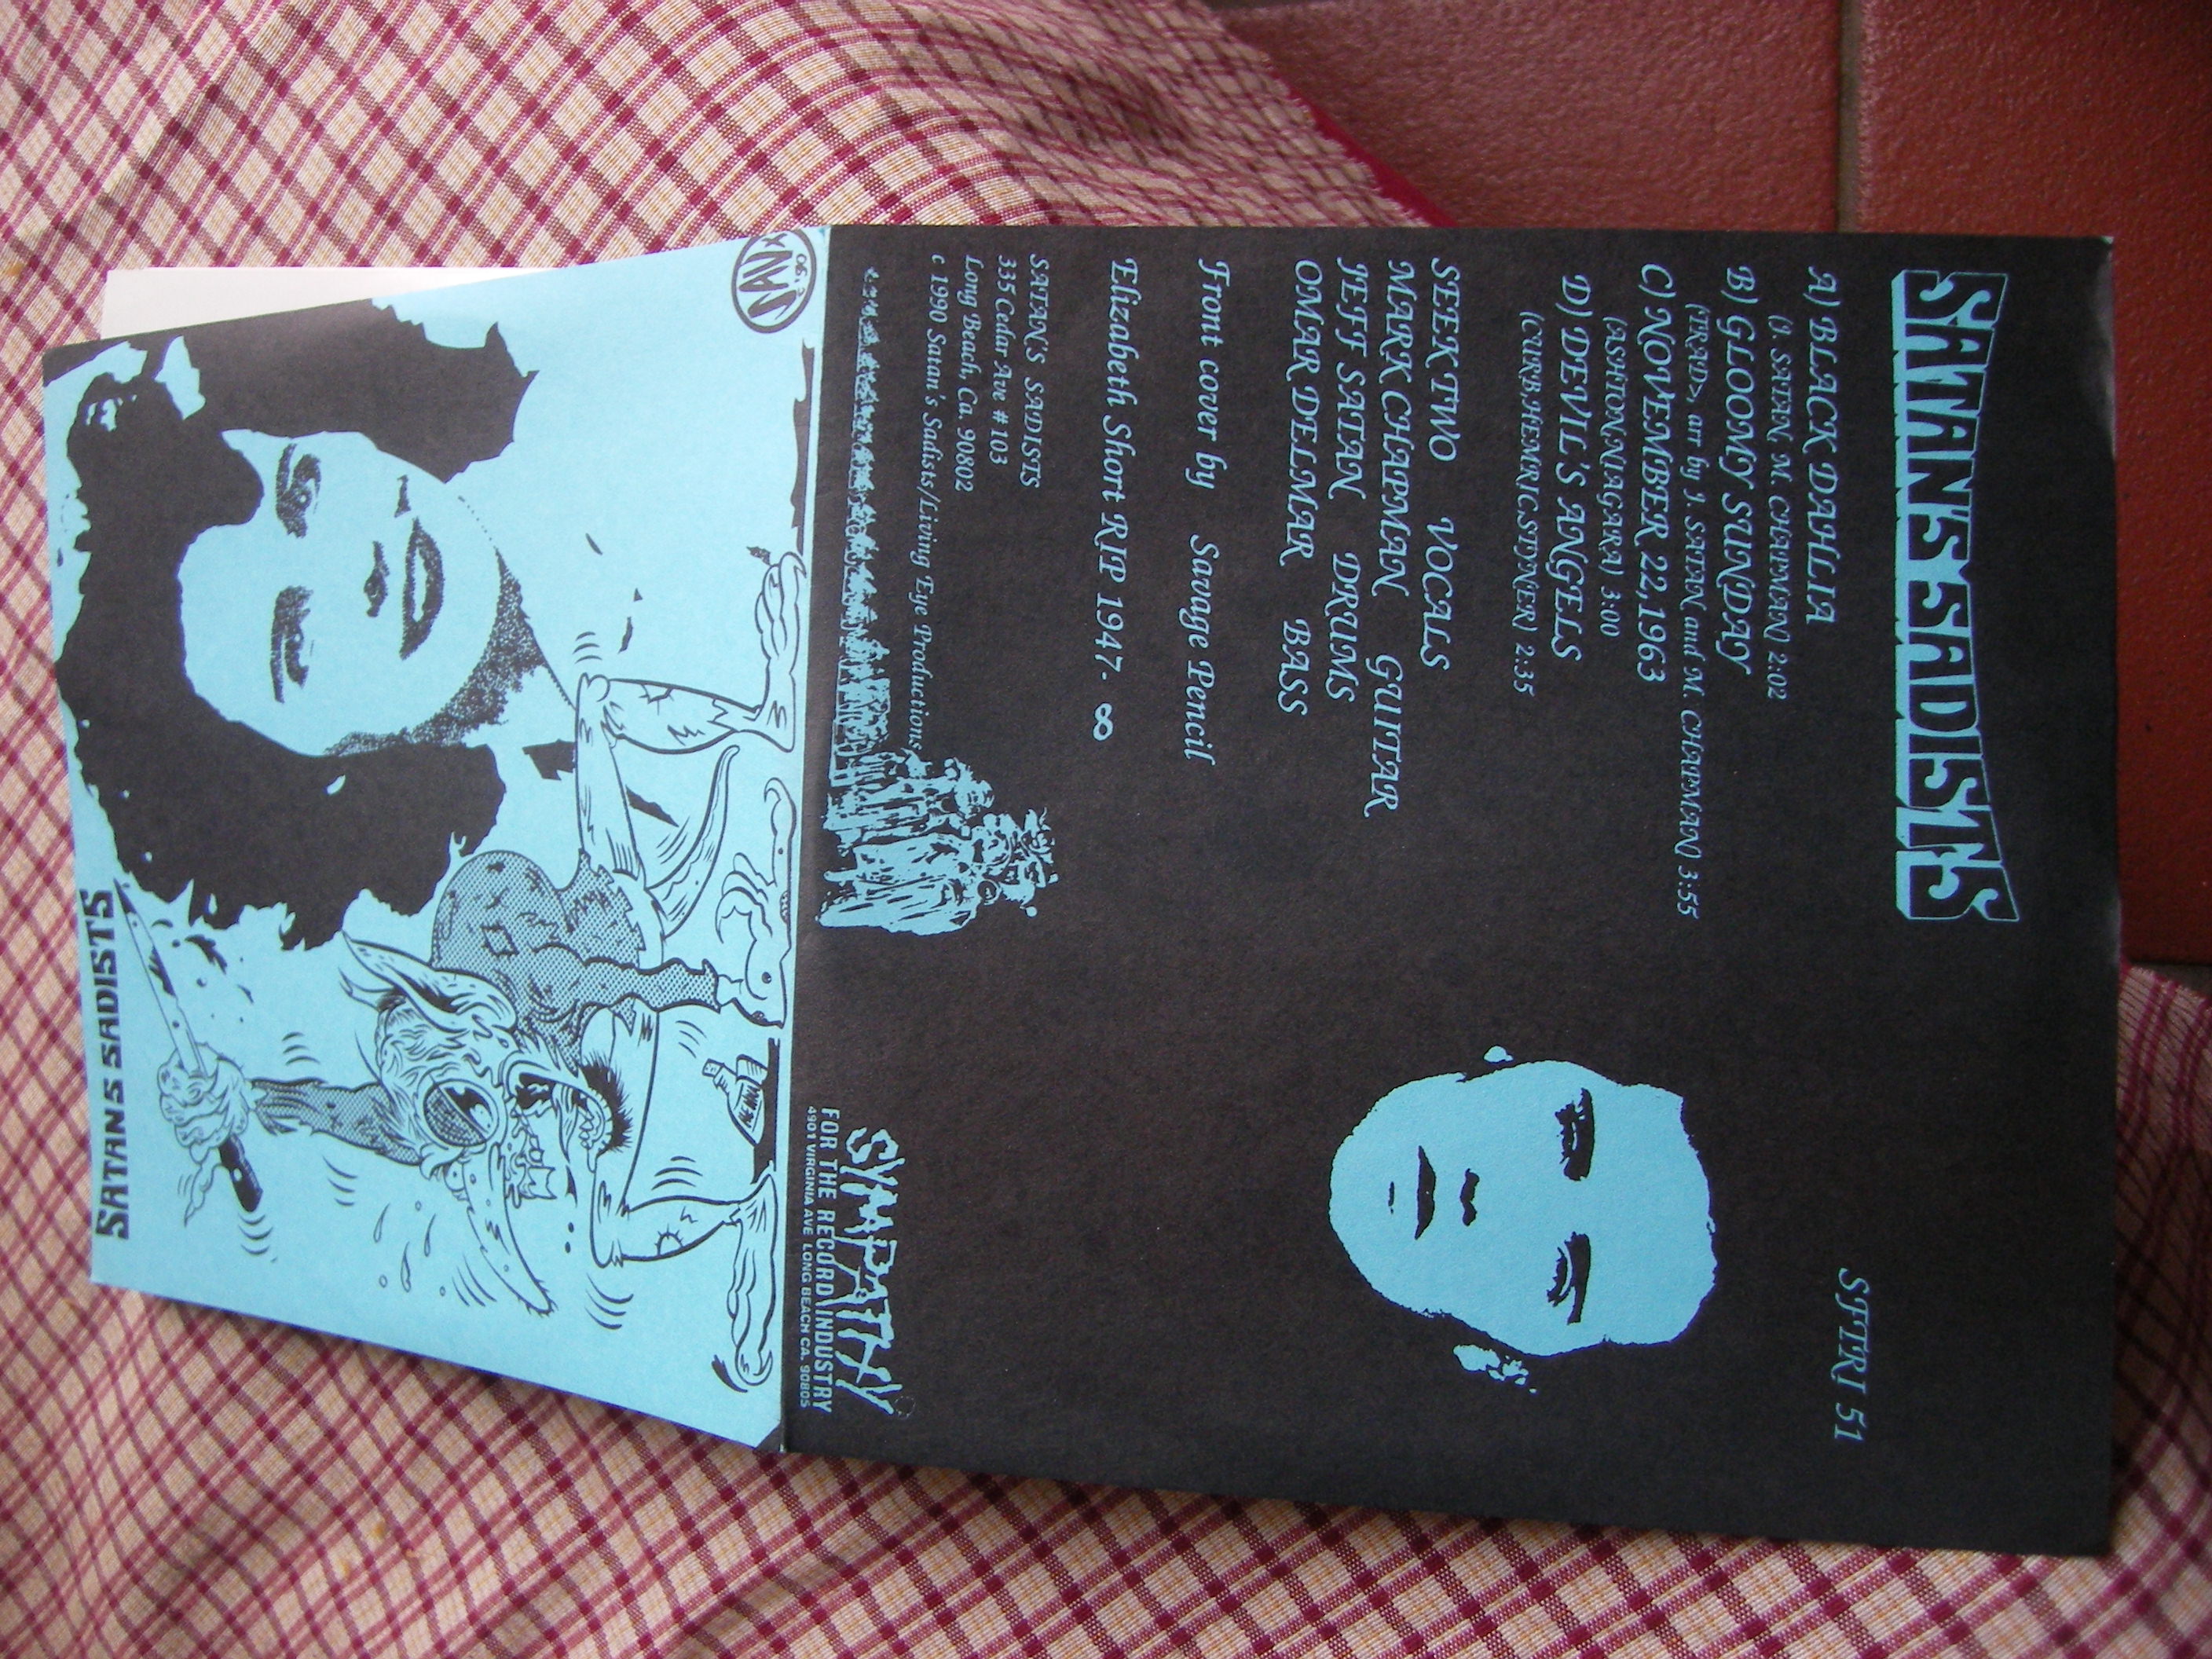 SATAN'S SADISTS
SFTRI 51
A) BLACK DAHLIA
(J. SATAN, M. CHAPMAN) 2:02
B) GLOOMY SUNDAY
(TRAD> arr by J. SATAN and M. CHAPMAN) 3:55
C) NOVEMBER 22,1963
(ASHTON,NIAGARA) 3:00
D) DEVIL'S ANGELS
(CURB,HEMRIC,STYNER) 2:35
SEEK TWO VOCALS
MARK CHAPMAN GUITAR
JEFF SATAN DRUMS
OMAR DELMAR BASS
Front cover by Savage Pencil
Elizabeth Short RIP 1947- ∞
SATAN'S SADISTS
335 Cedar Ave # 103
Long Beach, Ca. 90802
c 1990 Satan's Sadists/Living Eye Productions
SYMPATHY
FOR THE RECORD INDUSTRY
4901 VIRGINIA AVE LONG BEACH CA. 90805
SATANS SADISTS